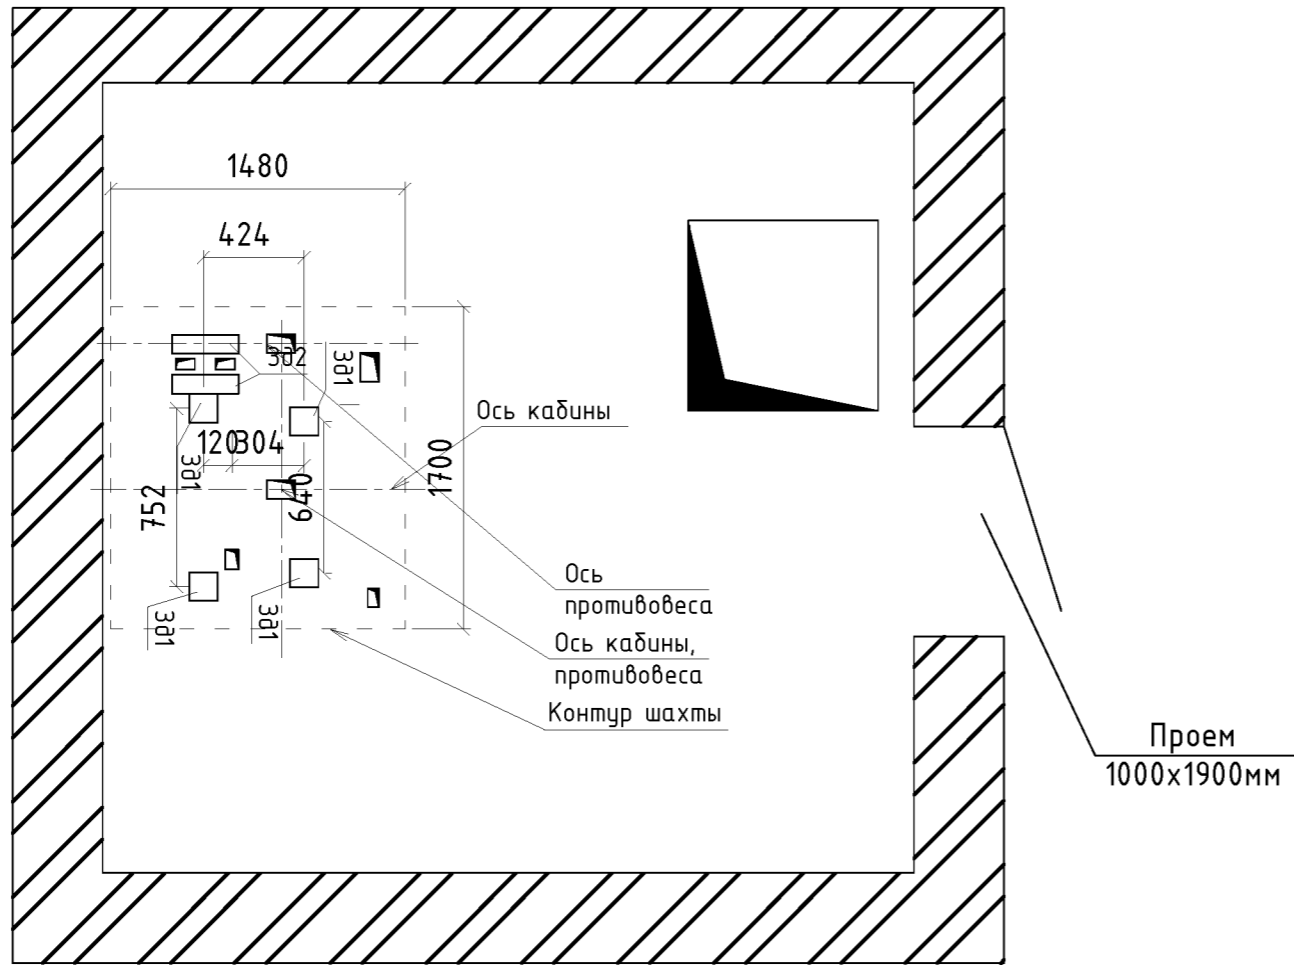 1480
424
Зд2
Зд1
Ось кабины
120
304
Зд1
640
1700
752
Ось
противовеса
Зд1
Зд1
Ось кабины,
противовеса
Контур шахты
Проем
1000х1900мм